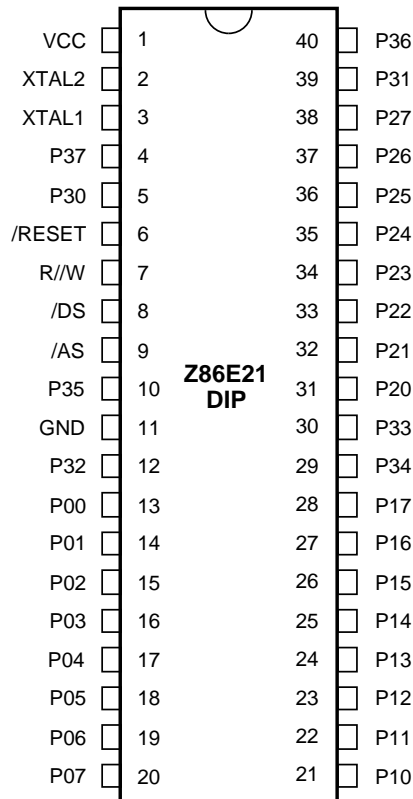 VCC 1 40 P36
XTAL2 2 39 P31
XTAL1 3 38 P27
P37 4 37 P26
P30 5 36 P25
/RESET 6 35 P24
R//W 7 34 P23
/DS 8 33 P22
/AS 9 32 P21
Z86E21
DIP
P35 10 31 P20
GND 11 30 P33
P32 12 29 P34
P00 13 28 P17
P01 14 27 P16
P02 15 26 P15
P03 16 25 P14
P04 17 24 P13
P05 18 23 P12
P06 19 22 P11
P07 20 21 P10